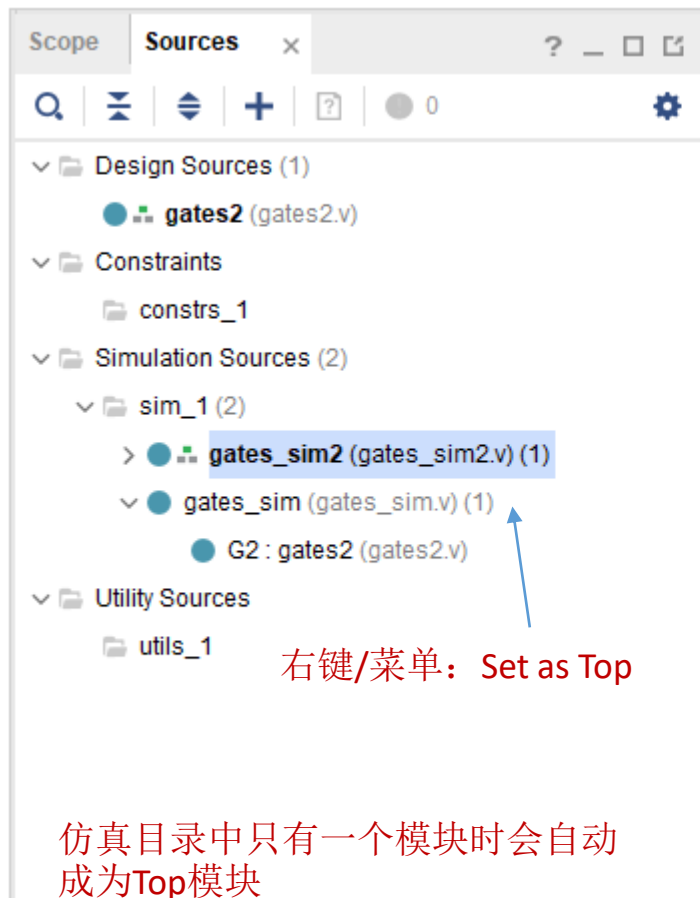 Scope Sources
0
Design Sources (1)
gates2 (gates2.v)
Constraints
constrs_1
Simulation Sources (2)
sim_1 (2)
gates_sim2 (gates_sim2.v) (1)
gates_sim (gates_sim.v) (1)
G2 : gates2 (gates2.v)
Utility Sources
utils_1
右键/菜单：Set as Top
仿真目录中只有一个模块时会自动
成为Top模块